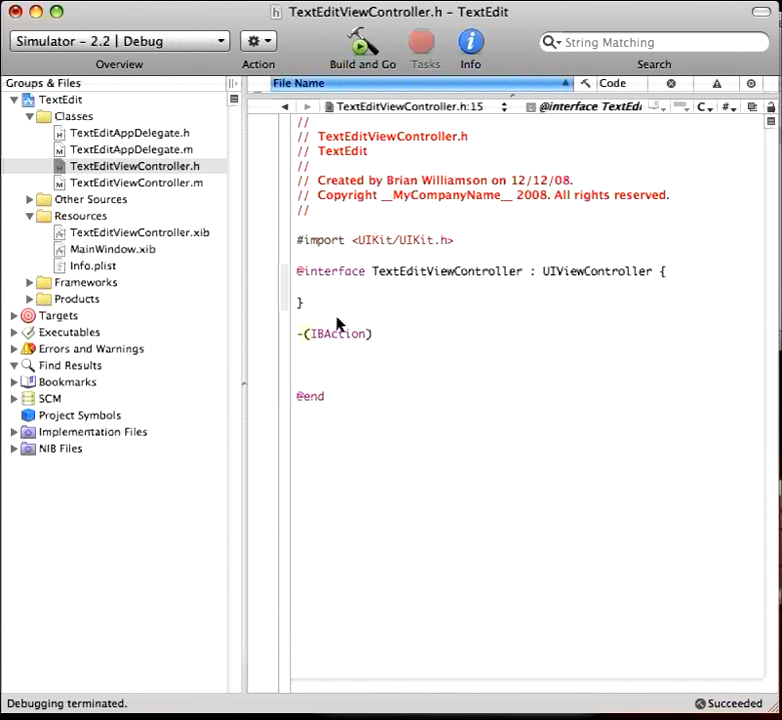 TextEditViewController.h - TextEdit
Simulator - 2.2 | Debug
String Matching
Overview
Action
Build and Go
Tasks
Info
Search
Groups & Files
File Name
Code
TextEditViewController.h:15
@interface TextEdi
C
#
TextEdit
Classes
TextEditAppDelegate.h
TextEditAppDelegate.m
TextEditViewController.h
TextEditViewController.m
Other Sources
Resources
TextEditViewController.xib
MainWindow.xib
Info.plist
Frameworks
Products
Targets
Executables
Errors and Warnings
Find Results
Bookmarks
SCM
Project Symbols
Implementation Files
NIB Files
//
// TextEditViewController.h
// TextEdit
//
// Created by Brian Williamson on 12/12/08.
// Copyright __MyCompanyName__ 2008. All rights reserved.
//
#import <UIKit/UIKit.h>
@interface TextEditViewController : UIViewController {
}
-(IBAction)
@end
Debugging terminated.
Succeeded